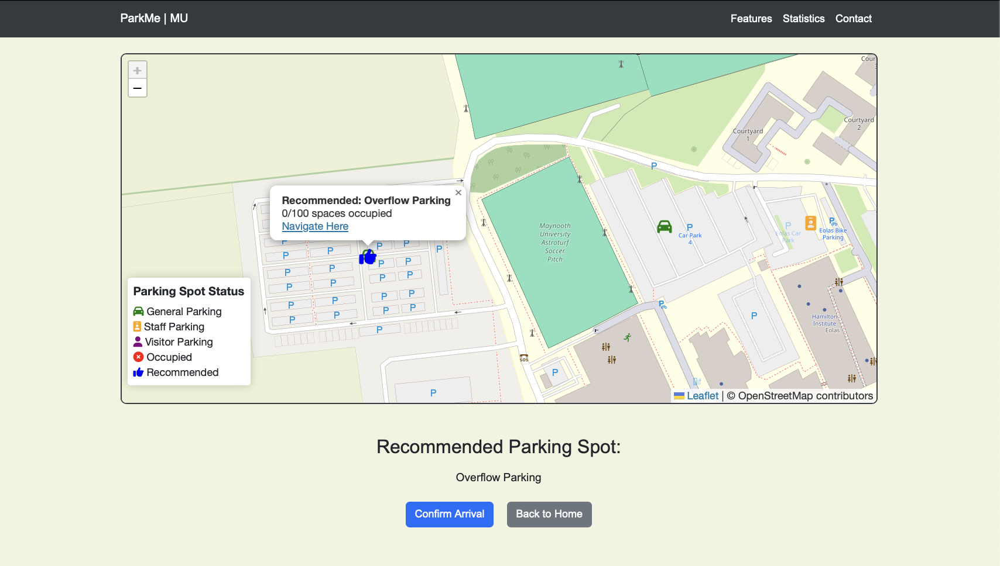 ParkMe | MU
Features
Statistics
Contact
+
−
Recommended: Overflow Parking
0/100 spaces occupied
Navigate Here
×
Parking Spot Status
General Parking
Staff Parking
Visitor Parking
Occupied
Recommended
Maynooth
University
Astroturf
Soccer
Pitch
P
Car Park
4
P
Eolas Car
Park
Eolas Bike
Parking
Courtyard
1
Courtyard
2
Hamilton
Institute
Eolas
SOS
P
P
P
Leaflet | © OpenStreetMap contributors
Recommended Parking Spot:
Overflow Parking
Confirm Arrival
Back to Home